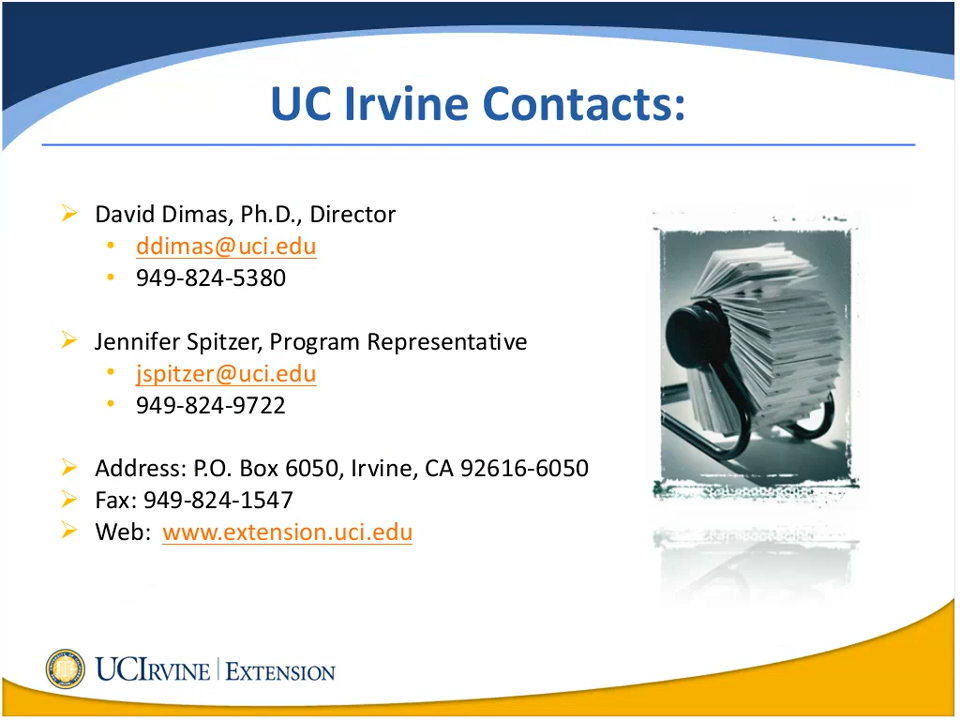 UC Irvine Contacts:
David Dimas, Ph.D., Director
ddimas@uci.edu
949-824-5380
Jennifer Spitzer, Program Representative
jspitzer@uci.edu
949-824-9722
Address: P.O. Box 6050, Irvine, CA 92616-6050
Fax: 949-824-1547
Web: www.extension.uci.edu
UCIRVINE | EXTENSION